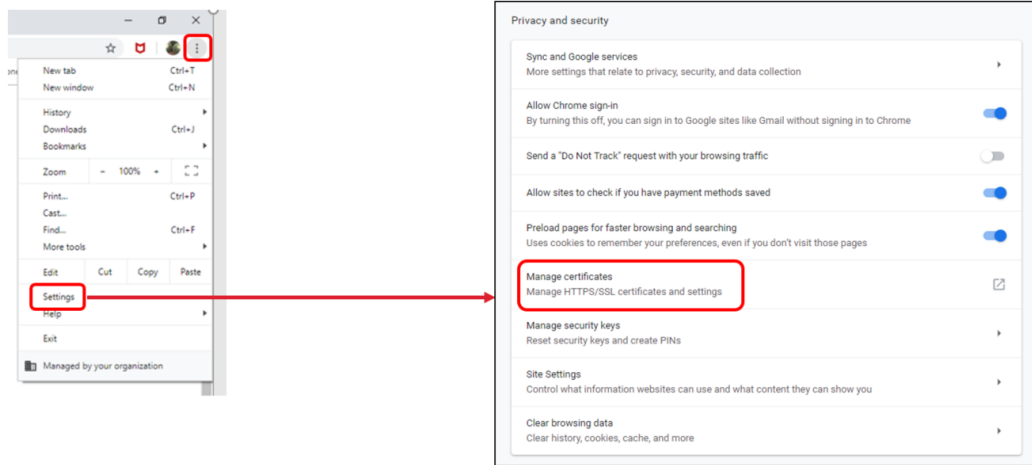 New tab Ctrl+T
New window Ctrl+N
History
Downloads Ctrl+J
Bookmarks
Zoom - 100% +
Print... Ctrl+P
Cast...
Find... Ctrl+F
More tools
Edit Cut Copy Paste
Settings
Help
Exit
Managed by your organization
Privacy and security
Sync and Google services
More settings that relate to privacy, security, and data collection
Allow Chrome sign-in
By turning this off, you can sign in to Google sites like Gmail without signing in to Chrome
Send a "Do Not Track" request with your browsing traffic
Allow sites to check if you have payment methods saved
Preload pages for faster browsing and searching
Uses cookies to remember your preferences, even if you don't visit those pages
Manage certificates
Manage HTTPS/SSL certificates and settings
Manage security keys
Reset security keys and create PINs
Site Settings
Control what information websites can use and what content they can show you
Clear browsing data
Clear history, cookies, cache, and more